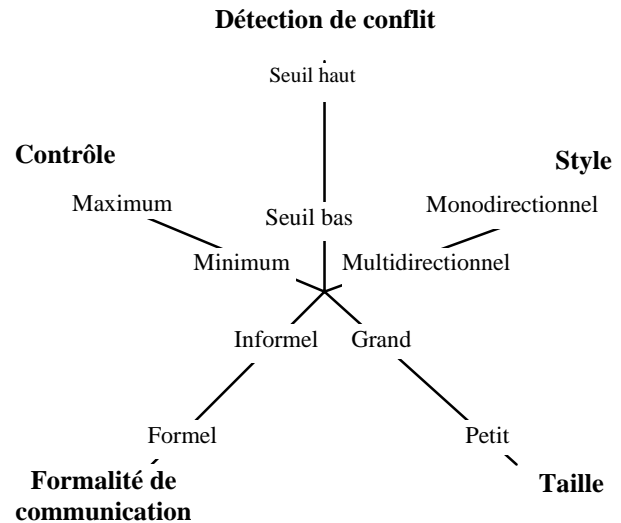 Détection de conflit
Seuil haut
Contrôle
Style
Maximum
Monodirectionnel
Seuil bas
Minimum
Multidirectionnel
Informel
Grand
Formel
Petit
Formalité de
communication
Taille